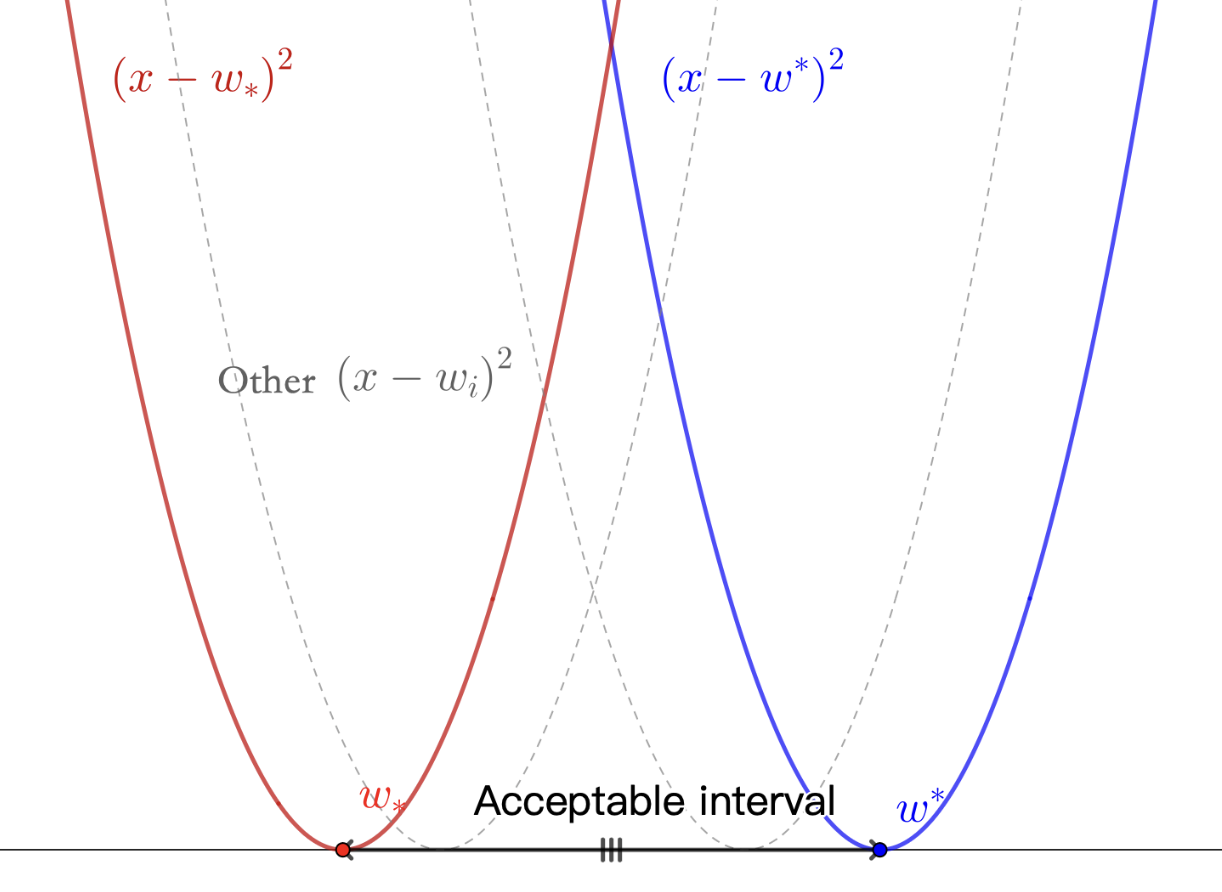 (x − w_*)^2
(x − w^*)^2
Other (x − w_i)^2
w_*
Acceptable interval
w^*